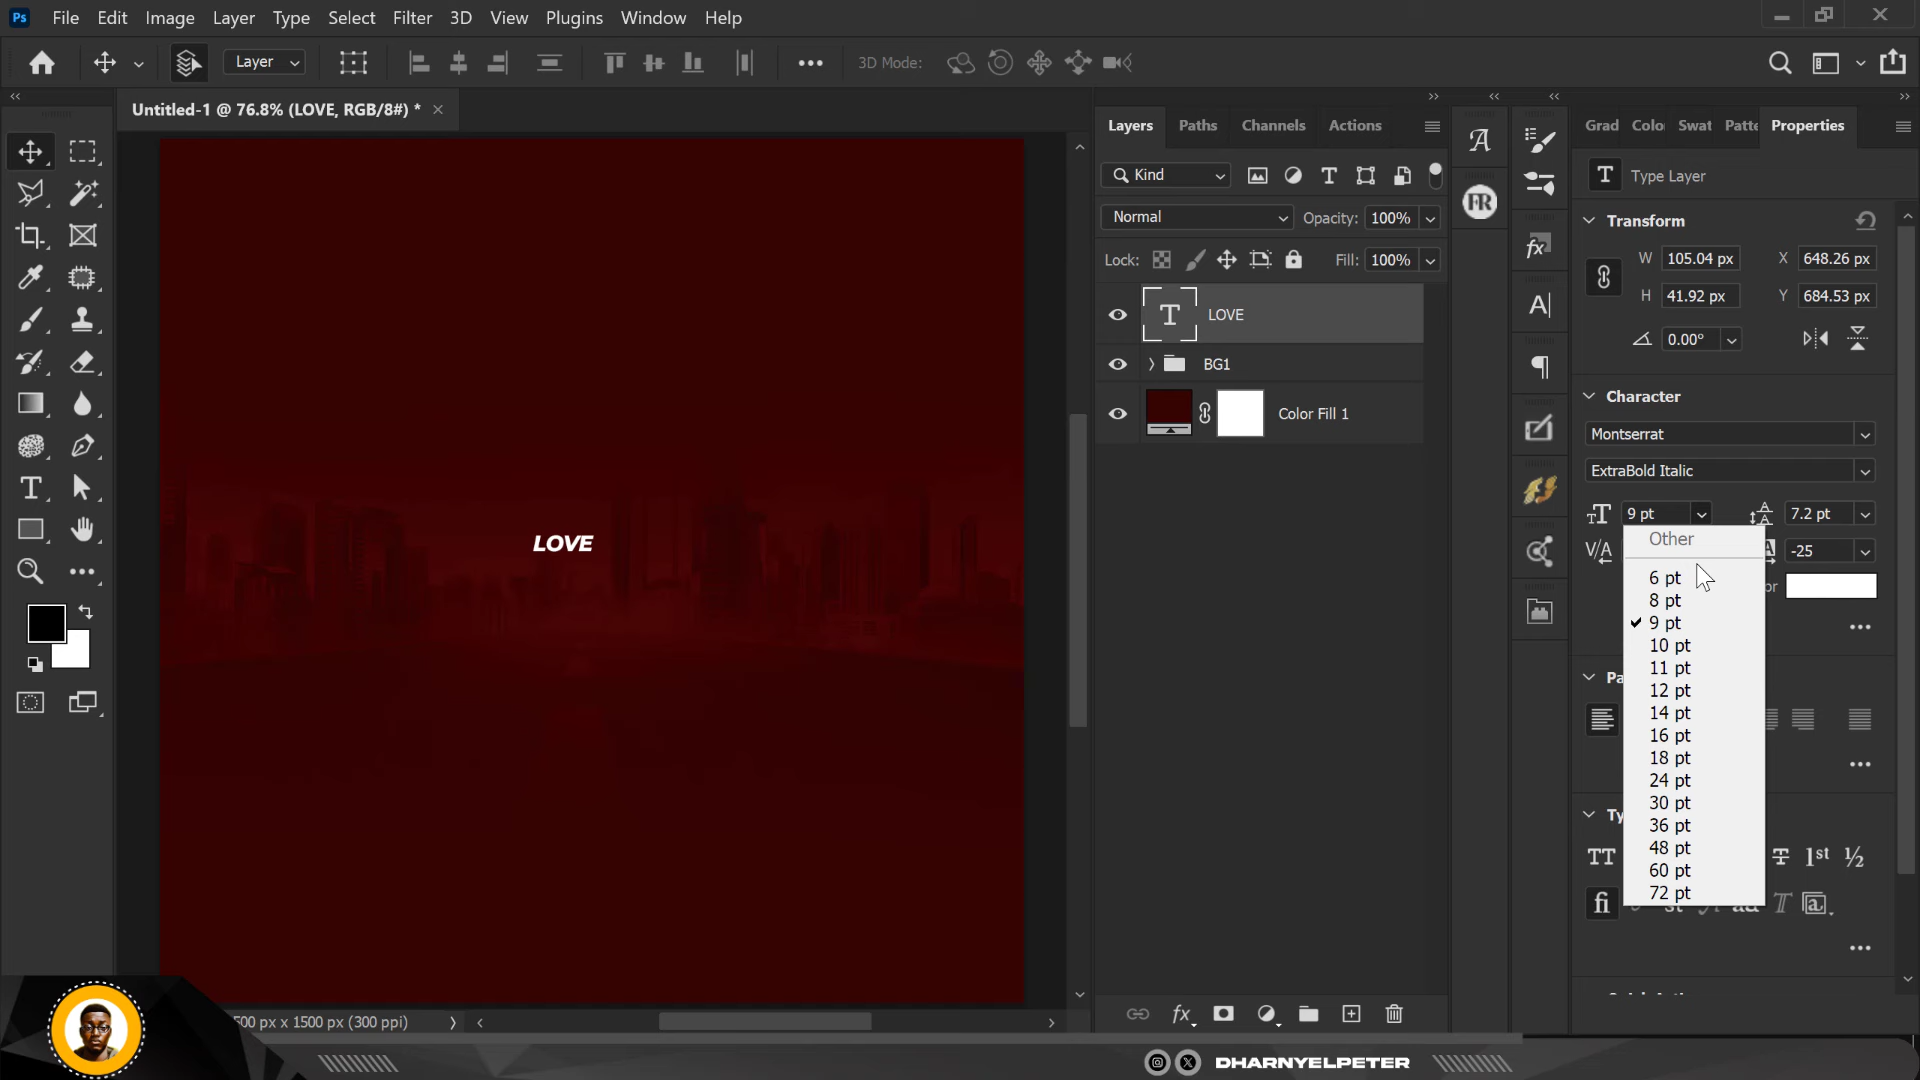 Ps File Edit Image Layer Type Select Filter 3D View Plugins Window Help
Layer 3D Mode:
Untitled-1 @ 76.8% (LOVE, RGB/8#) *
Layers Paths Channels Actions
Grad Colo Swat Patte Properties
Kind
Type Layer
Normal Opacity: 100%
Transform
Lock: Fill: 100%
W 105.04 px X 648.26 px
H 41.92 px Y 684.53 px
0.00°
LOVE
BG1
Color Fill 1
Character
Montserrat
ExtraBold Italic
9 pt 7.2 pt
-25
Other
6 pt
8 pt
9 pt
10 pt
11 pt
12 pt
14 pt
16 pt
18 pt
24 pt
30 pt
36 pt
48 pt
60 pt
72 pt
LOVE
Pa
Ty
TT T 1st ½
fi
FR
fx
500 px x 1500 px (300 ppi)
fx
DHARNYELPETER